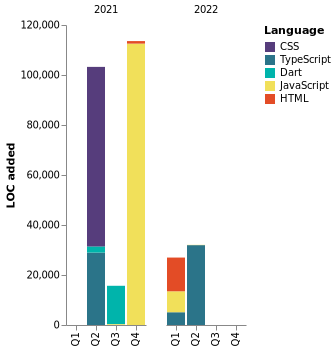 2021 2022
Language
CSS
TypeScript
Dart
JavaScript
HTML
LOC added
120,000
100,000
80,000
60,000
40,000
20,000
0
Q1 Q2 Q3 Q4 Q1 Q2 Q3 Q4